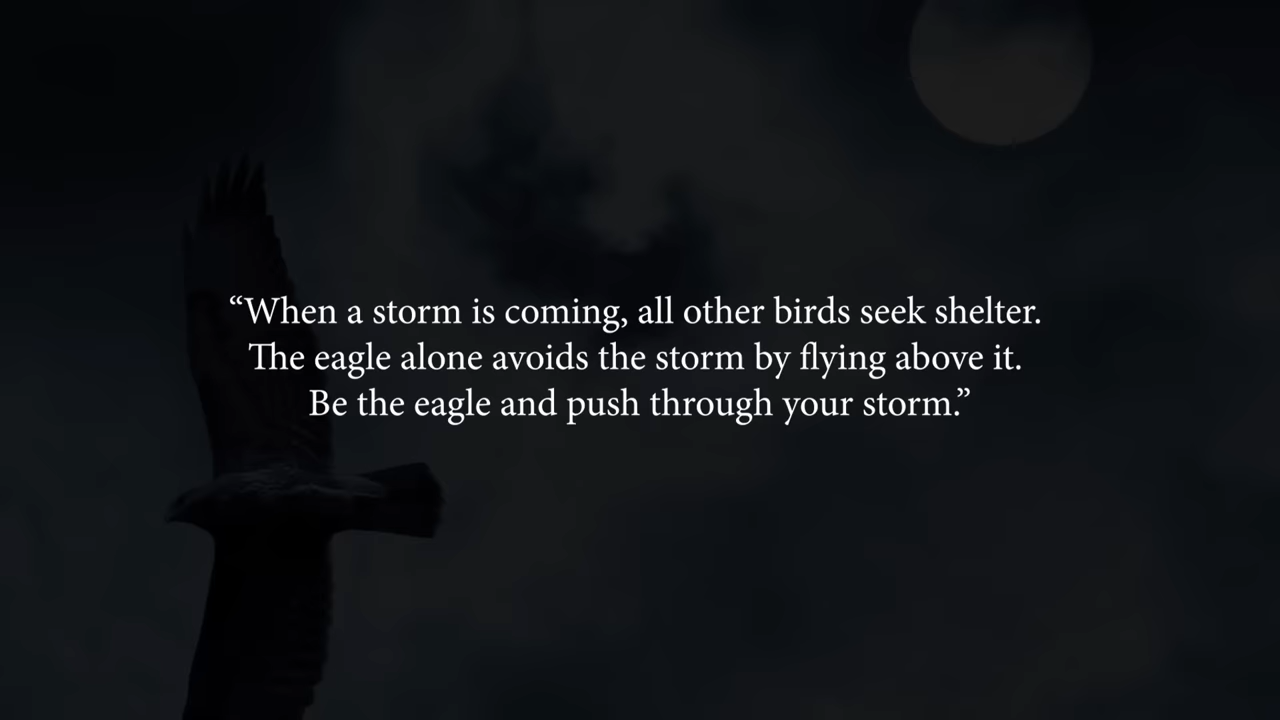 “When a storm is coming, all other birds seek shelter.
The eagle alone avoids the storm by flying above it.
Be the eagle and push through your storm.”